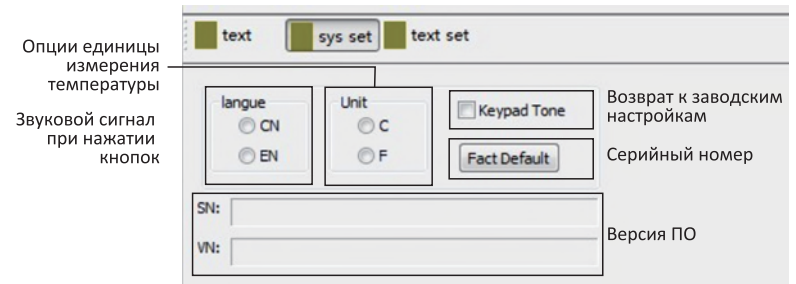 text
sys set
text set
Опции единицы
измерения
температуры
Звуковой сигнал
при нажатии
кнопок
langue
CN
EN
Unit
C
F
Keypad Tone
Fact Default
Возврат к заводским
настройкам
Серийный номер
SN:
VN:
Версия ПО